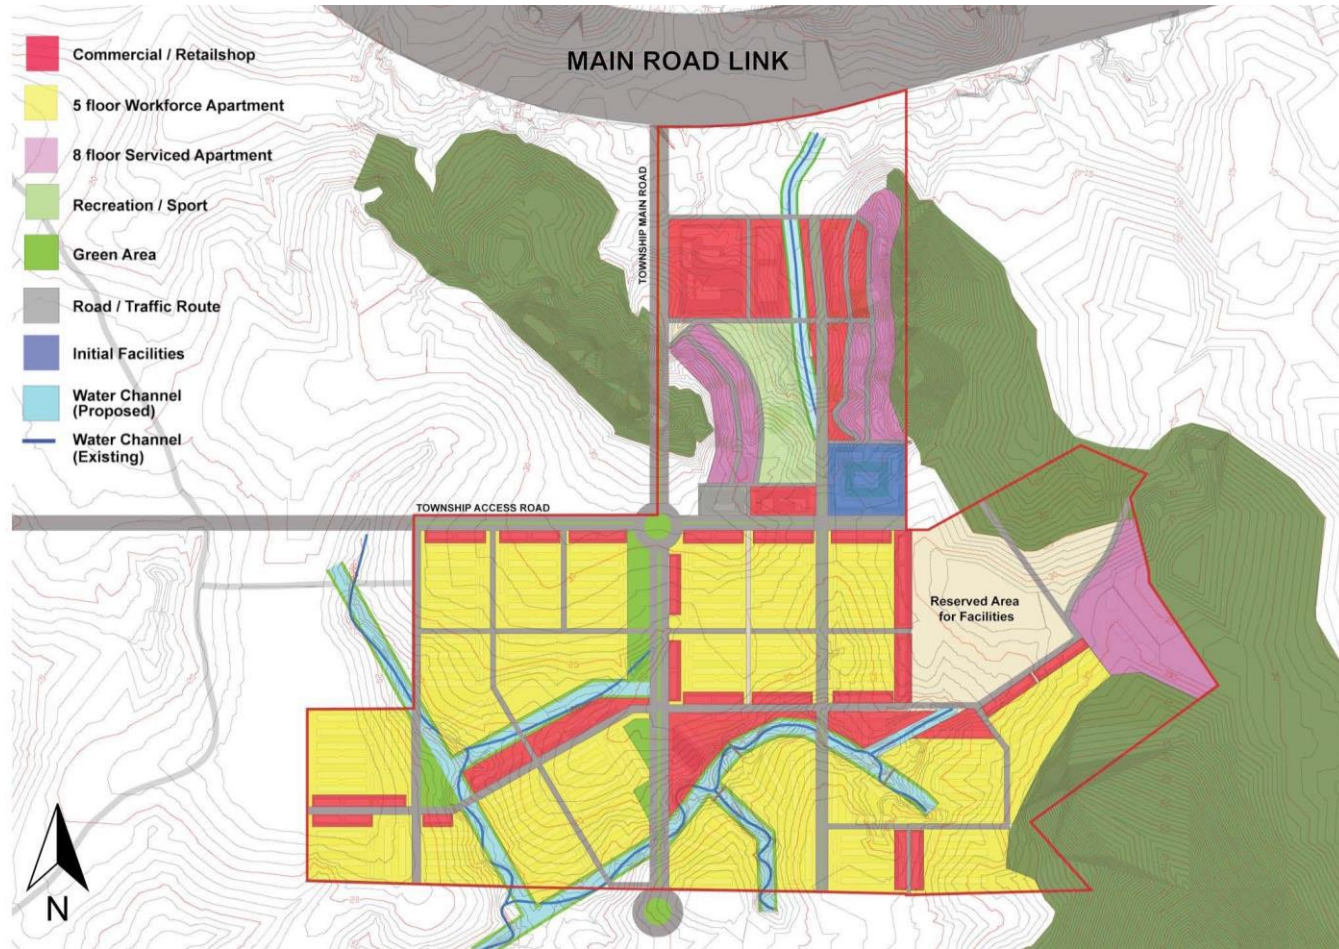 MAIN ROAD LINK
Commercial / Retailshop
5 floor Workforce Apartment
8 floor Serviced Apartment
Recreation / Sport
Green Area
Road / Traffic Route
Initial Facilities
Water Channel
(Proposed)
Water Channel
(Existing)
TOWNSHIP MAIN ROAD
TOWNSHIP ACCESS ROAD
Reserved Area
for Facilities
N